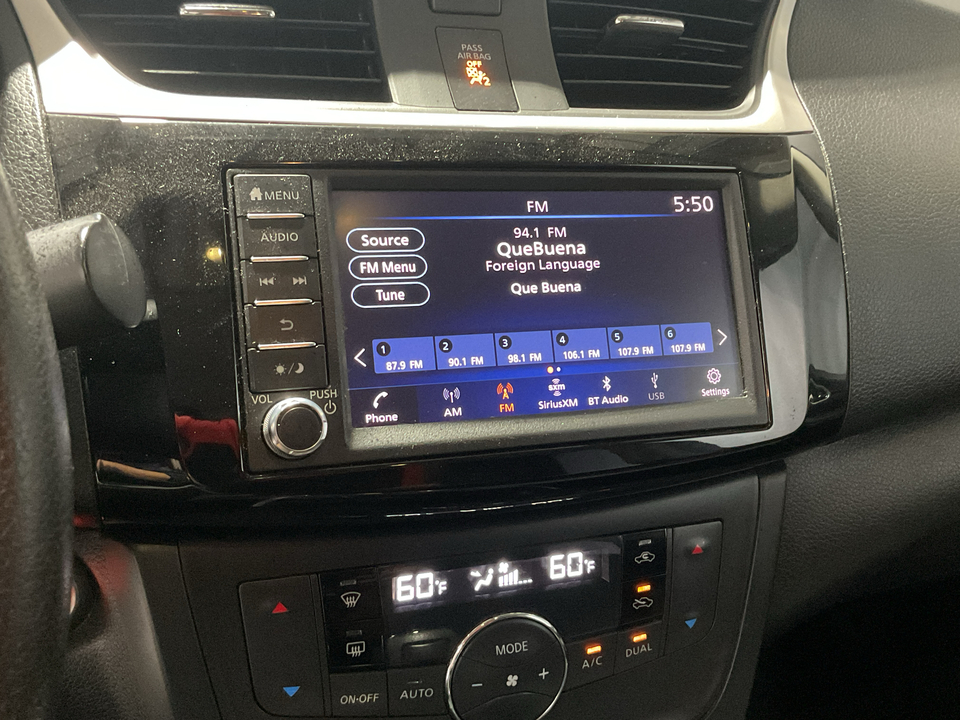 PASS
AIR BAG
OFF
2
MENU
AUDIO
VOL
PUSH
FM
5:50
94.1 FM
QueBuena
Foreign Language
Que Buena
Source
FM Menu
Tune
1 87.9 FM
2 90.1 FM
3 98.1 FM
4 106.1 FM
5 107.9 FM
6 107.9 FM
Phone
AM
FM
sxm
SiriusXM
BT Audio
USB
Settings
60°F
60°F
MODE
- +
ON·OFF
AUTO
A/C
DUAL